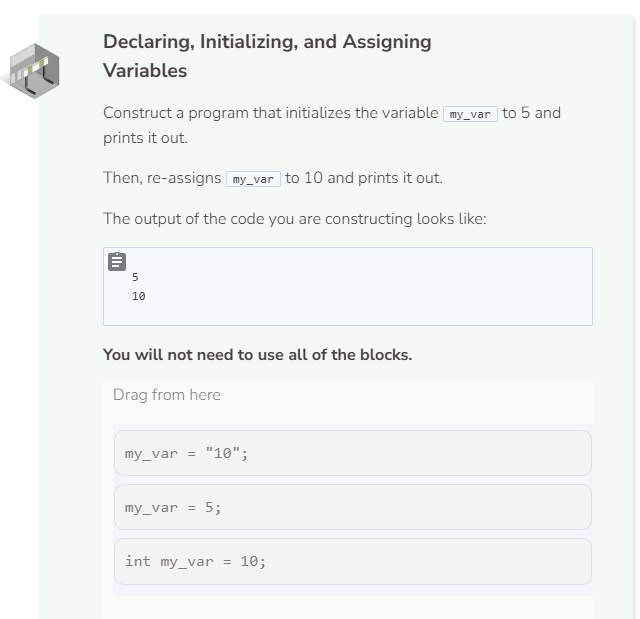 Declaring, Initializing, and Assigning
Variables
Construct a program that initializes the variable my_var to 5 and
prints it out.
Then, re-assigns my_var to 10 and prints it out.
The output of the code you are constructing looks like:
5
10
You will not need to use all of the blocks.
Drag from here
my_var = "10";
my_var = 5;
int my_var = 10;